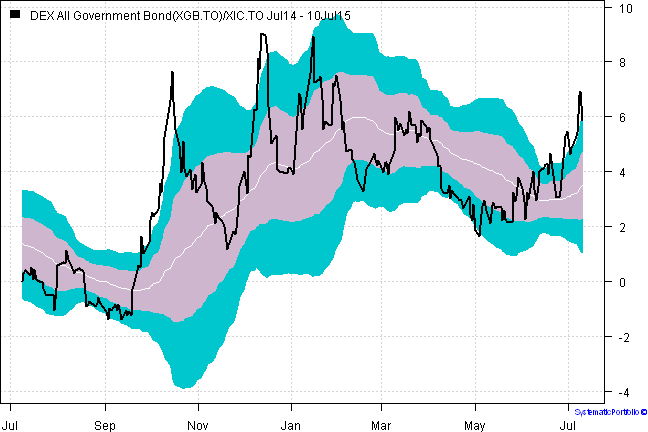 DEX All Government Bond(XGB.TO)/XIC.TO Jul14 - 10Jul15
10
8
6
4
2
0
-2
-4
Jul Sep Nov Jan Mar May Jul
SystematicPortfolio ©